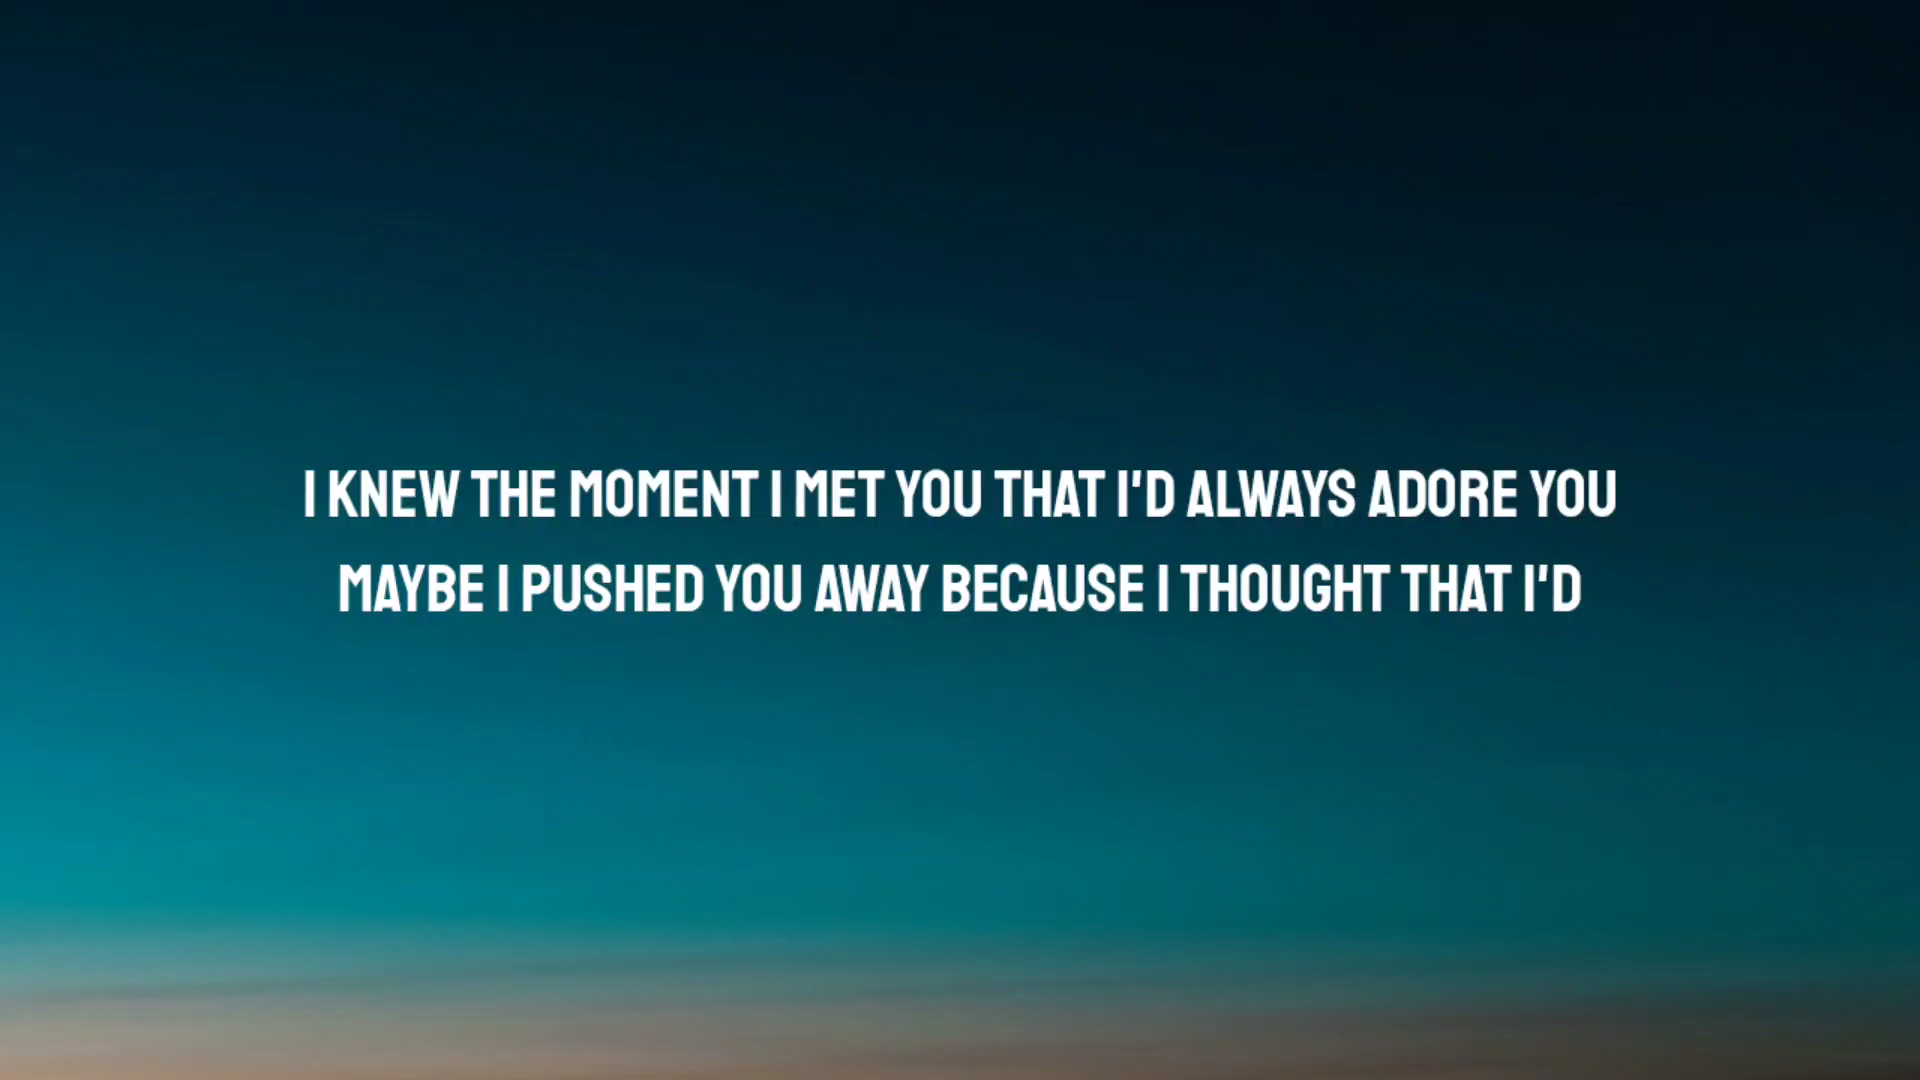 I KNEW THE MOMENT I MET YOU THAT I'D ALWAYS ADORE YOU
MAYBE I PUSHED YOU AWAY BECAUSE I THOUGHT THAT I'D